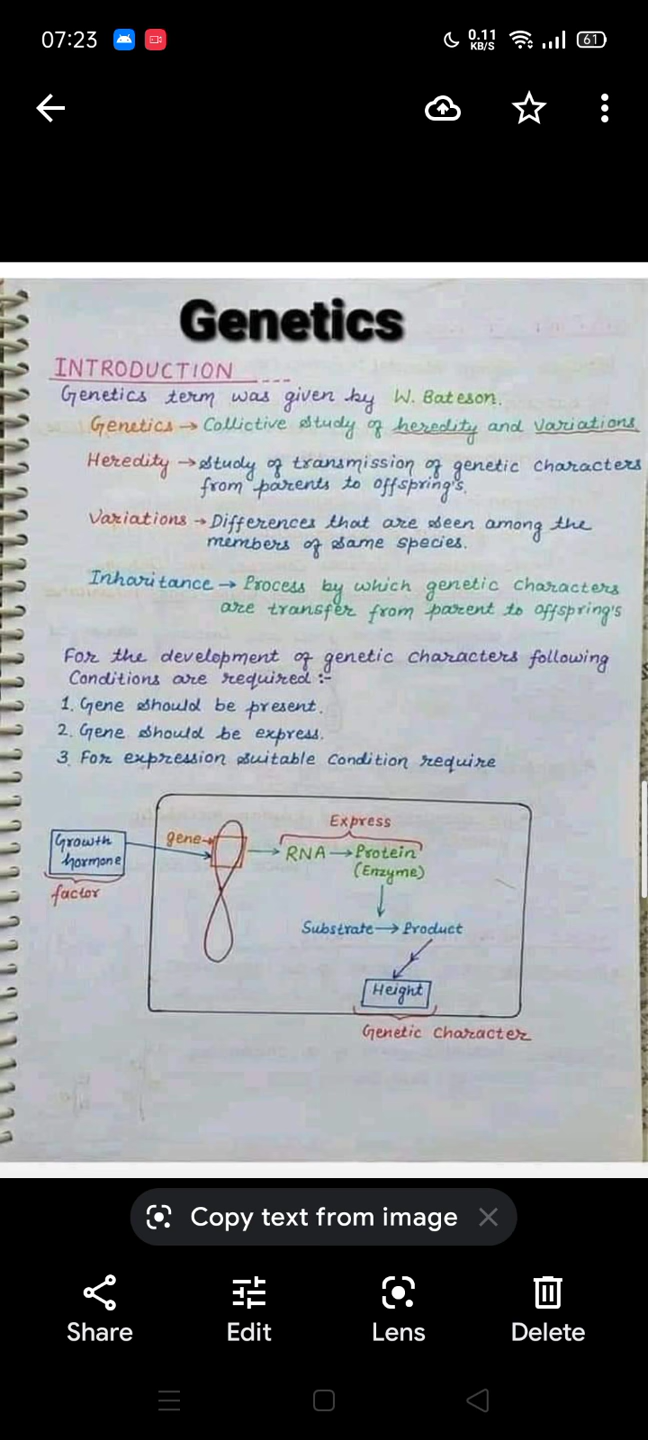 07:23
0.11
KB/S
61
Genetics
INTRODUCTION
Genetics term was given by W. Bateson.
Genetics → Collictive study of heredity and variations
Heredity → study of transmission of genetic characters
from parents to offspring's.
Variations → Differences that are seen among the
members of same species.
Inharitance → Process by which genetic characters
are transfer from parent to offspring's
For the development of genetic characters following
Conditions are required :-
1. Gene should be present.
2. Gene should be express.
3. For expression suitable condition require
Express
Growth
hormone
gene→
→ RNA → Protein
(Enzyme)
factor
Substrate → Product
Height
Genetic character
Copy text from image
Share
Edit
Lens
Delete